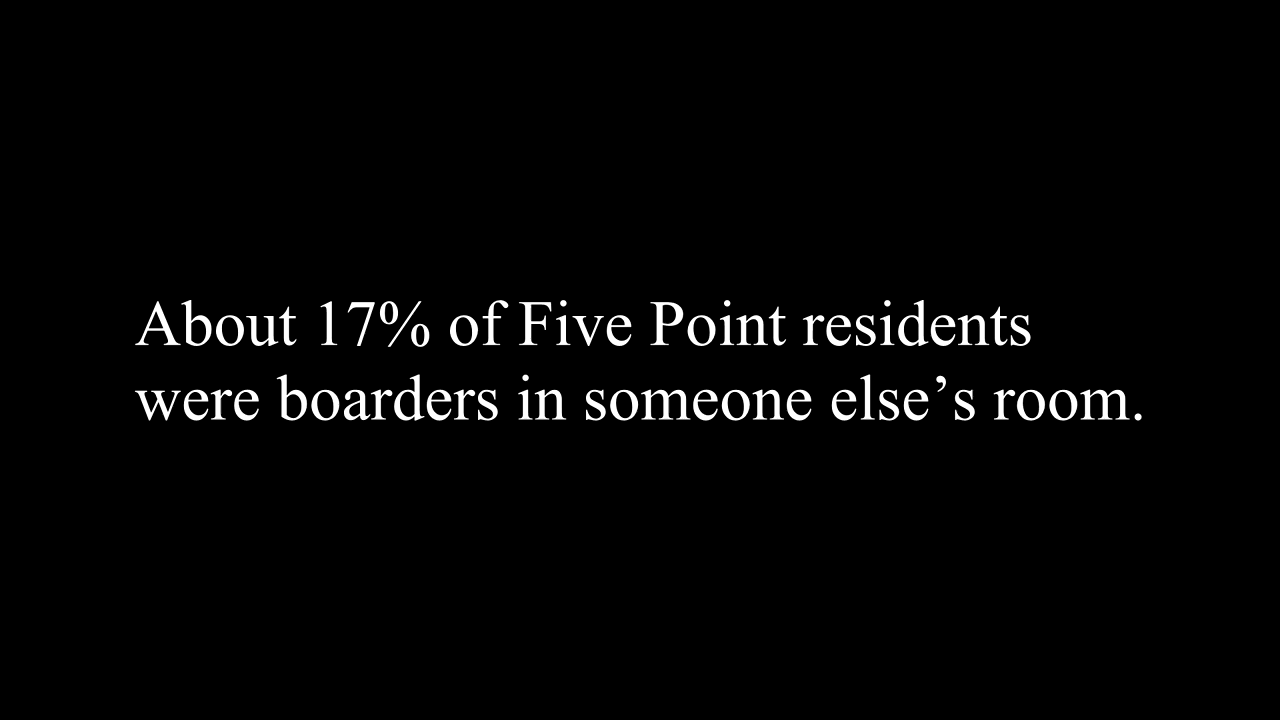 About 17% of Five Point residents
were boarders in someone else’s room.